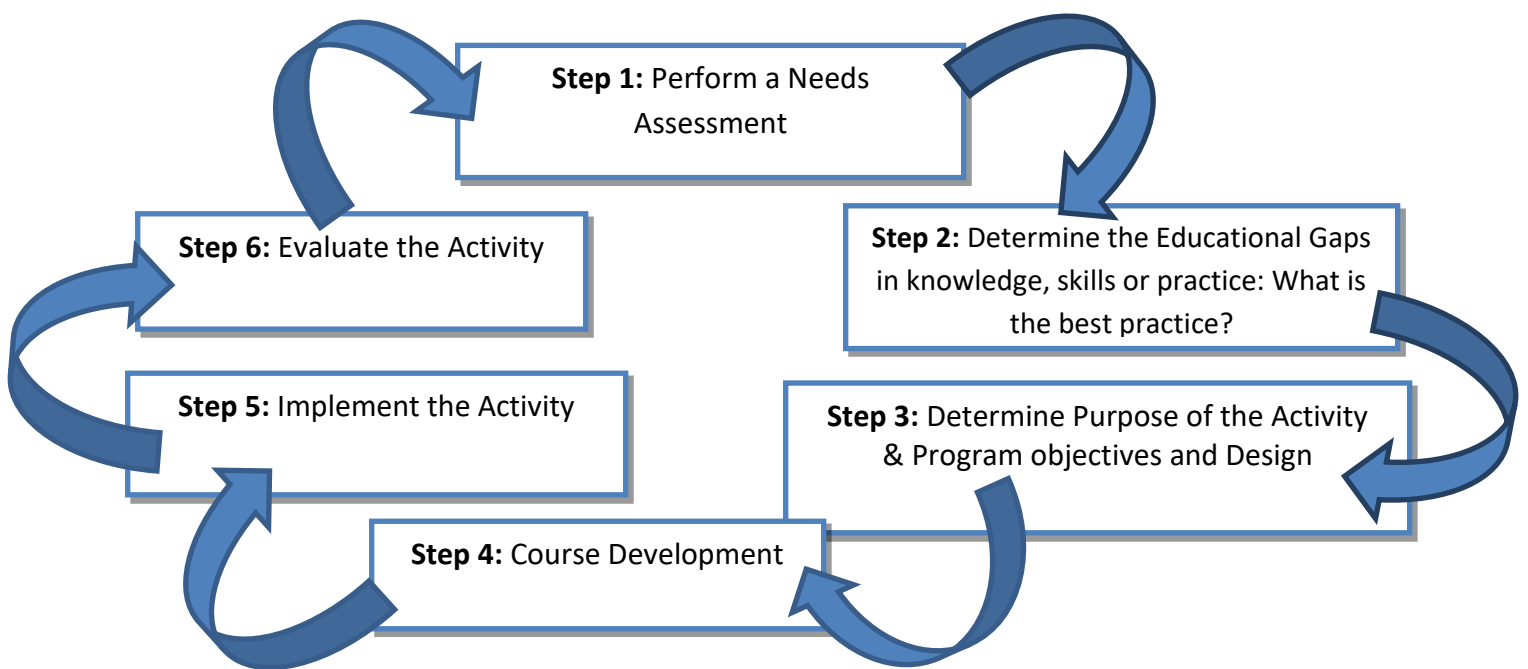 Step 1: Perform a Needs
Assessment
Step 2: Determine the Educational Gaps
in knowledge, skills or practice: What is
the best practice?
Step 3: Determine Purpose of the Activity
& Program objectives and Design
Step 4: Course Development
Step 5: Implement the Activity
Step 6: Evaluate the Activity